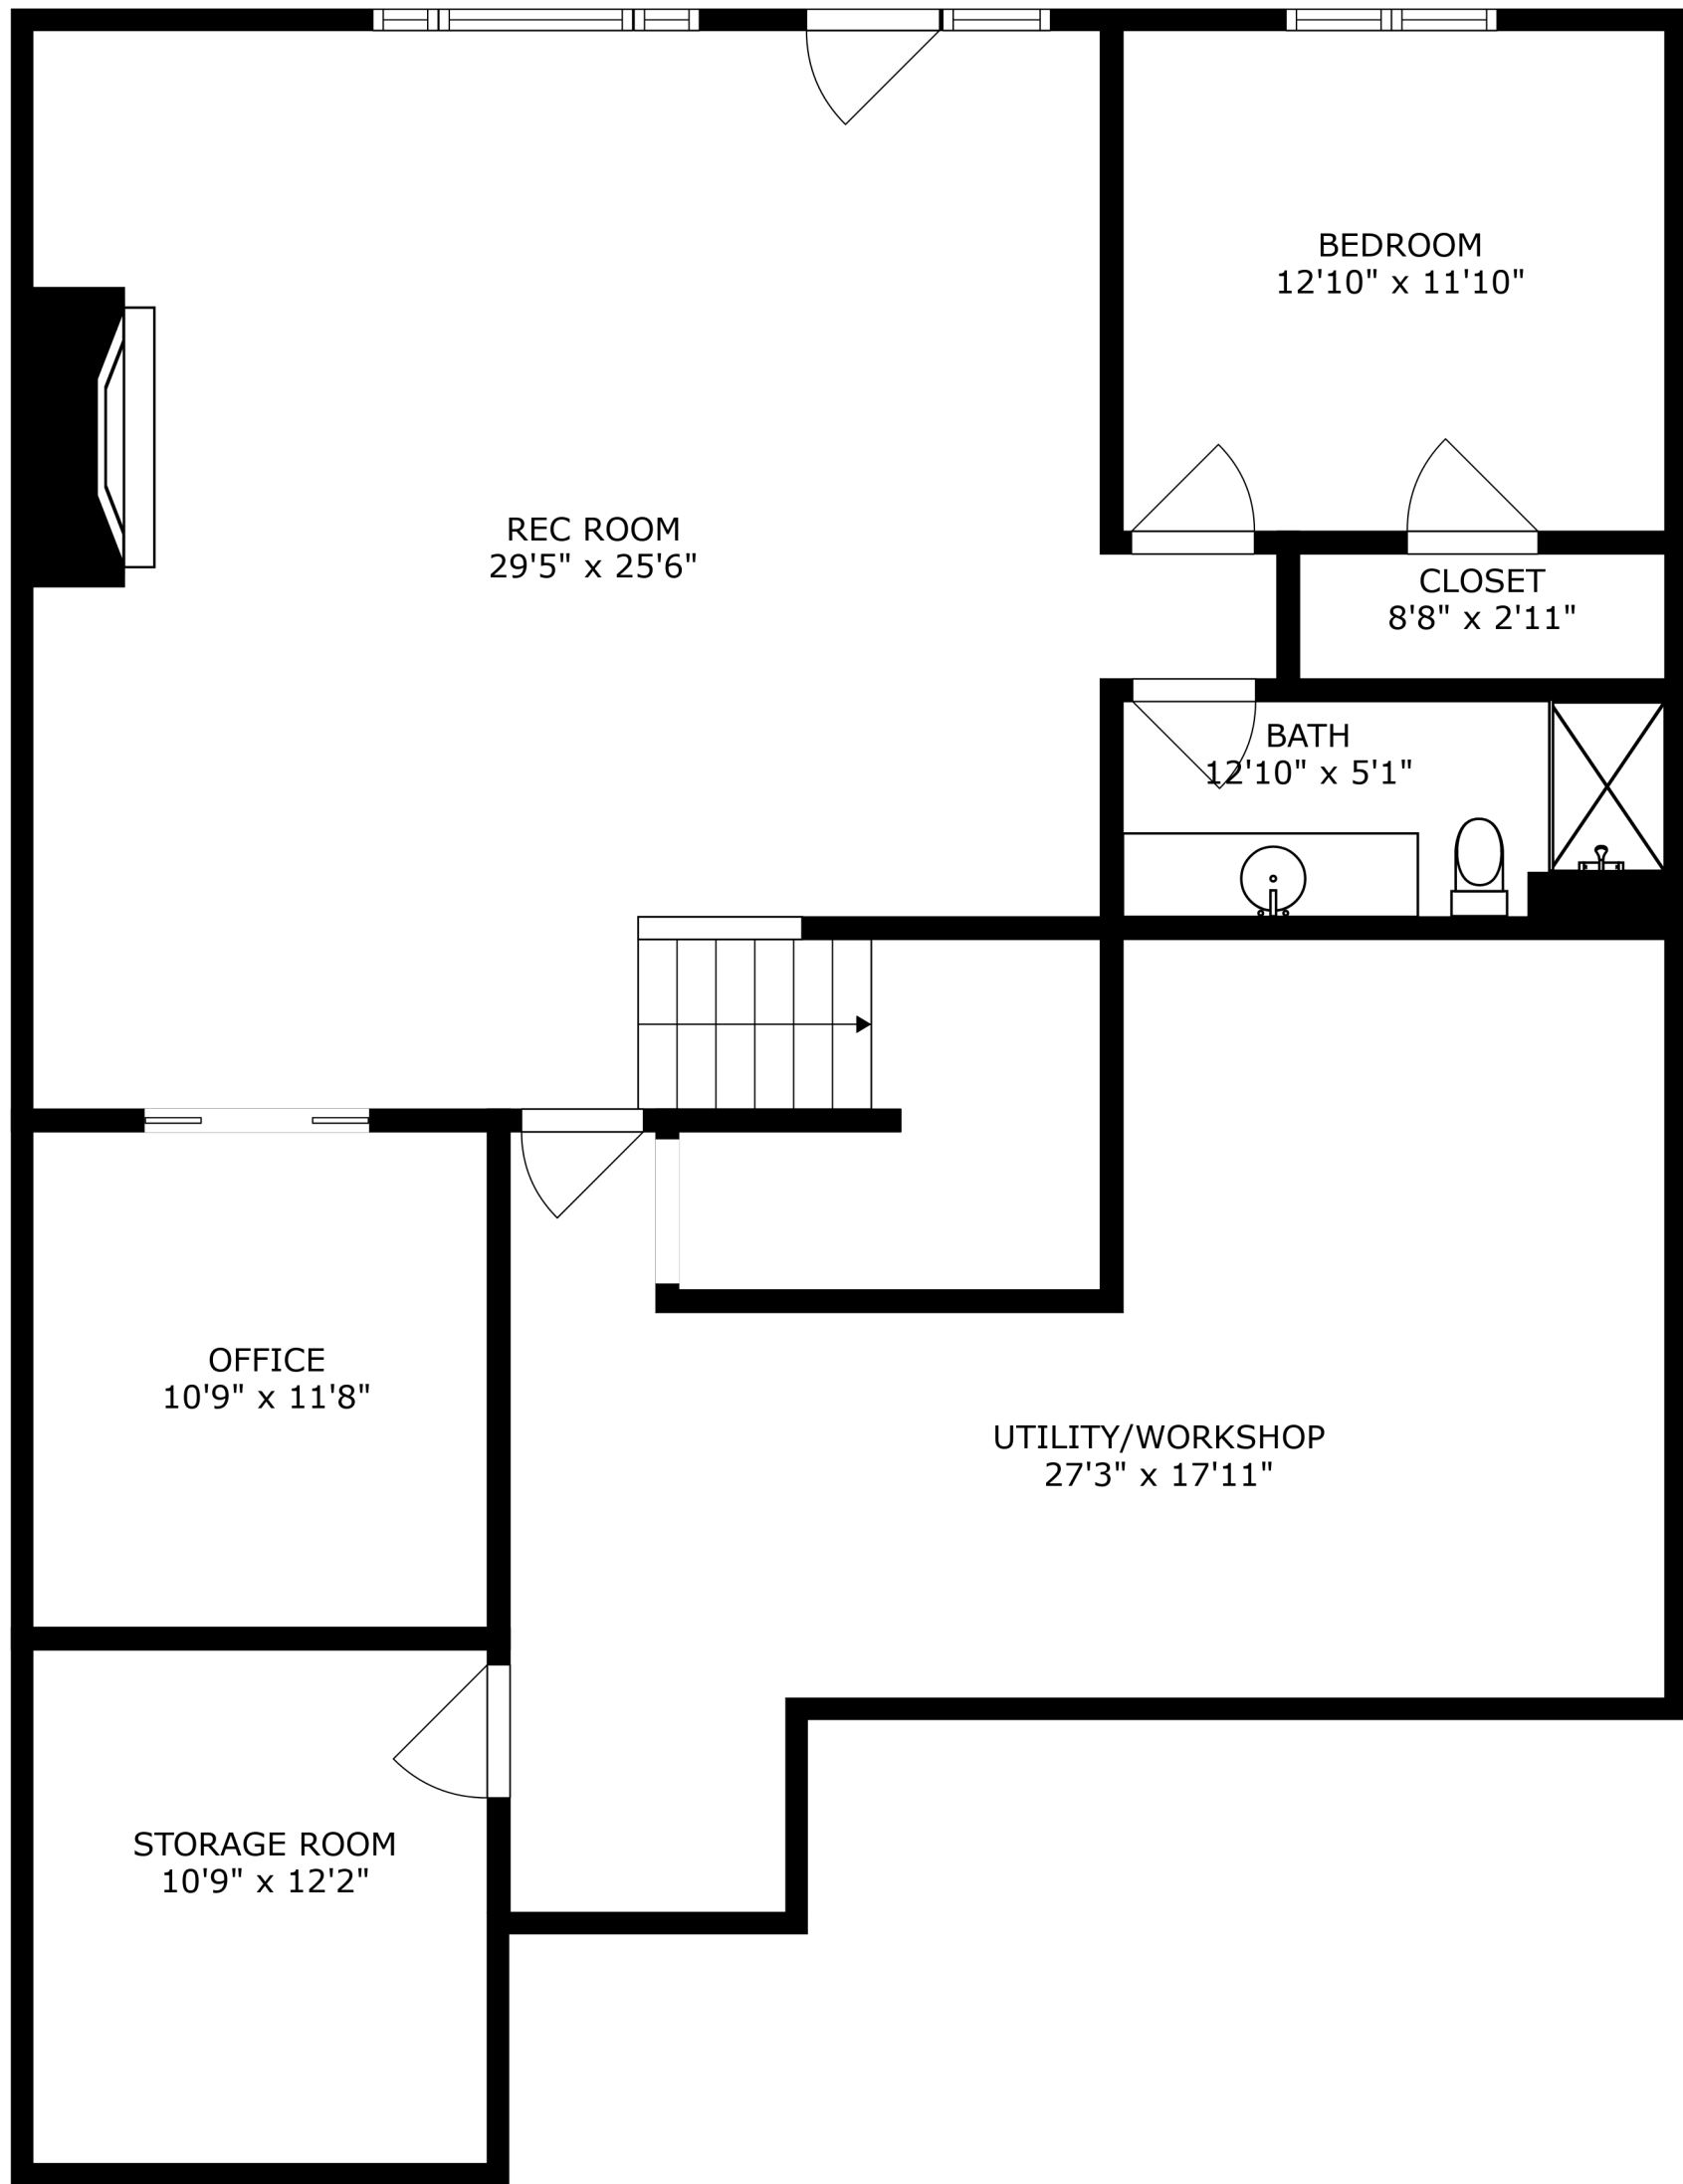 BEDROOM
12'10" x 11'10"
REC ROOM
29'5" x 25'6"
CLOSET
8'8" x 2'11"
BATH
12'10" x 5'1"
OFFICE
10'9" x 11'8"
UTILITY/WORKSHOP
27'3" x 17'11"
STORAGE ROOM
10'9" x 12'2"